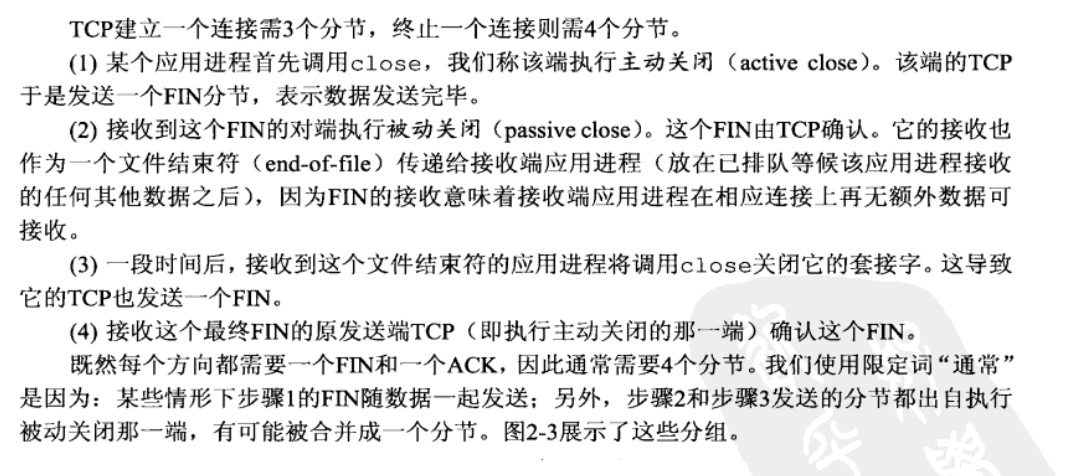 TCP建立一个连接需3个分节，终止一个连接则需4个分节。
(1) 某个应用进程首先调用close，我们称该端执行主动关闭（active close）。该端的TCP
于是发送一个FIN分节，表示数据发送完毕。
(2) 接收到这个FIN的对端执行被动关闭（passive close）。这个FIN由TCP确认。它的接收也
作为一个文件结束符（end-of-file）传递给接收端应用进程（放在已排队等候该应用进程接收
的任何其他数据之后），因为FIN的接收意味着接收端应用进程在相应连接上再无额外数据可
接收。
(3) 一段时间后，接收到这个文件结束符的应用进程将调用close关闭它的套接字。这导致
它的TCP也发送一个FIN。
(4) 接收这个最终FIN的原发送端TCP（即执行主动关闭的那一端）确认这个FIN。
既然每个方向都需要一个FIN和一个ACK，因此通常需要4个分节。我们使用限定词“通常”
是因为：某些情形下步骤1的FIN随数据一起发送；另外，步骤2和步骤3发送的分节都出自执行
被动关闭那一端，有可能被合并成一个分节。图2-3展示了这些分组。